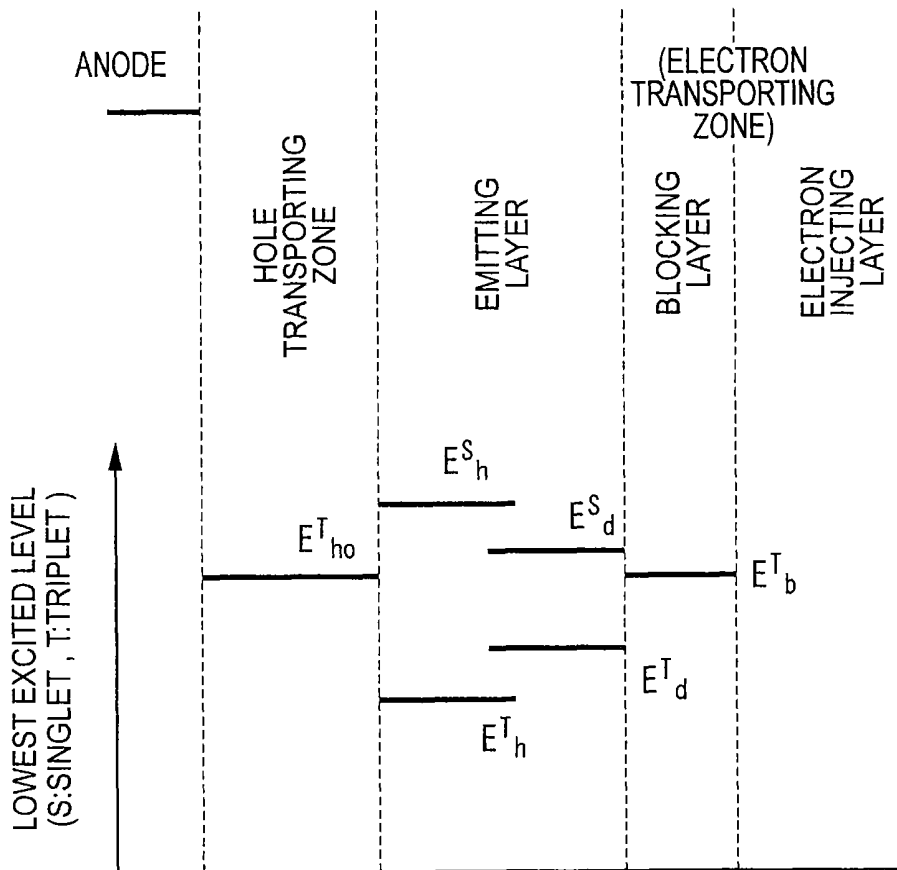 ANODE
(ELECTRON
TRANSPORTING
ZONE)
HOLE
TRANSPORTING
ZONE
EMITTING
LAYER
BLOCKING
LAYER
ELECTRON
INJECTING
LAYER
E^S_h
E^S_d
E^T_ho
E^T_b
E^T_d
E^T_h
LOWEST EXCITED LEVEL
(S:SINGLET , T:TRIPLET )